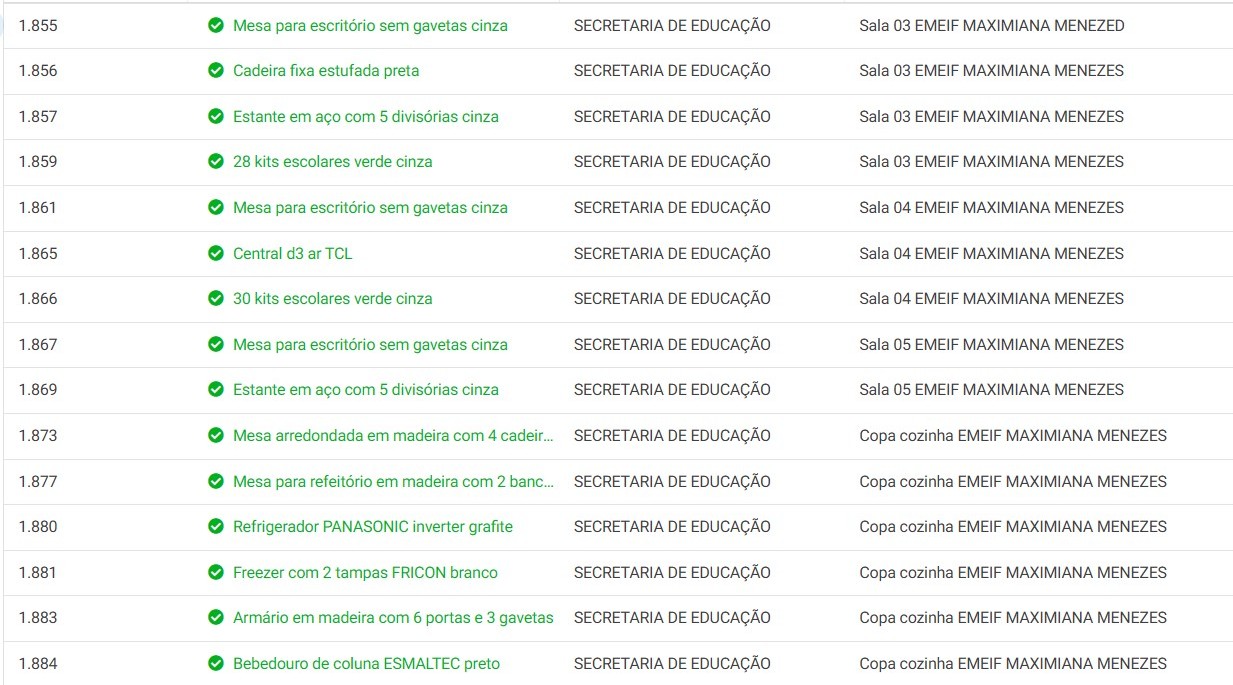 1.855 Mesa para escritório sem gavetas cinza SECRETARIA DE EDUCAÇÃO Sala 03 EMEIF MAXIMIANA MENEZED
1.856 Cadeira fixa estufada preta SECRETARIA DE EDUCAÇÃO Sala 03 EMEIF MAXIMIANA MENEZES
1.857 Estante em aço com 5 divisórias cinza SECRETARIA DE EDUCAÇÃO Sala 03 EMEIF MAXIMIANA MENEZES
1.859 28 kits escolares verde cinza SECRETARIA DE EDUCAÇÃO Sala 03 EMEIF MAXIMIANA MENEZES
1.861 Mesa para escritório sem gavetas cinza SECRETARIA DE EDUCAÇÃO Sala 04 EMEIF MAXIMIANA MENEZES
1.865 Central d3 ar TCL SECRETARIA DE EDUCAÇÃO Sala 04 EMEIF MAXIMIANA MENEZES
1.866 30 kits escolares verde cinza SECRETARIA DE EDUCAÇÃO Sala 04 EMEIF MAXIMIANA MENEZES
1.867 Mesa para escritório sem gavetas cinza SECRETARIA DE EDUCAÇÃO Sala 05 EMEIF MAXIMIANA MENEZES
1.869 Estante em aço com 5 divisórias cinza SECRETARIA DE EDUCAÇÃO Sala 05 EMEIF MAXIMIANA MENEZES
1.873 Mesa arredondada em madeira com 4 cadeir... SECRETARIA DE EDUCAÇÃO Copa cozinha EMEIF MAXIMIANA MENEZES
1.877 Mesa para refeitório em madeira com 2 banc... SECRETARIA DE EDUCAÇÃO Copa cozinha EMEIF MAXIMIANA MENEZES
1.880 Refrigerador PANASONIC inverter grafite SECRETARIA DE EDUCAÇÃO Copa cozinha EMEIF MAXIMIANA MENEZES
1.881 Freezer com 2 tampas FRICON branco SECRETARIA DE EDUCAÇÃO Copa cozinha EMEIF MAXIMIANA MENEZES
1.883 Armário em madeira com 6 portas e 3 gavetas SECRETARIA DE EDUCAÇÃO Copa cozinha EMEIF MAXIMIANA MENEZES
1.884 Bebedouro de coluna ESMALTEC preto SECRETARIA DE EDUCAÇÃO Copa cozinha EMEIF MAXIMIANA MENEZES